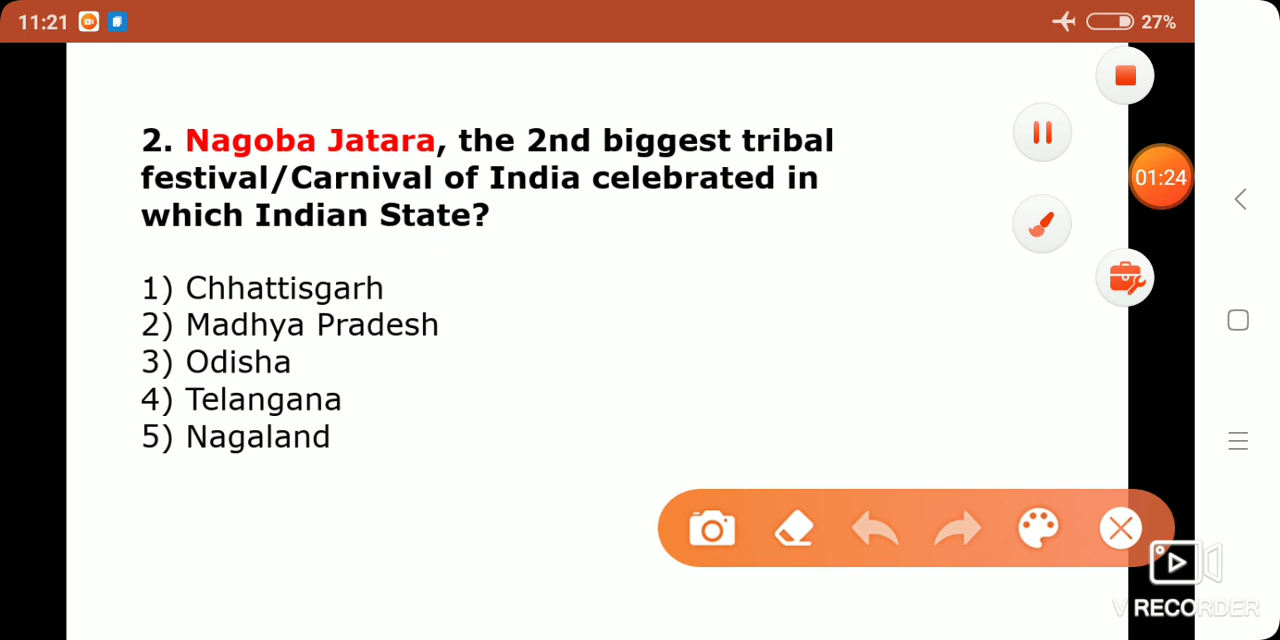 11:21
27%
2. Nagoba Jatara, the 2nd biggest tribal
festival/Carnival of India celebrated in
which Indian State?
01:24
1) Chhattisgarh
2) Madhya Pradesh
3) Odisha
4) Telangana
5) Nagaland
V RECORDER